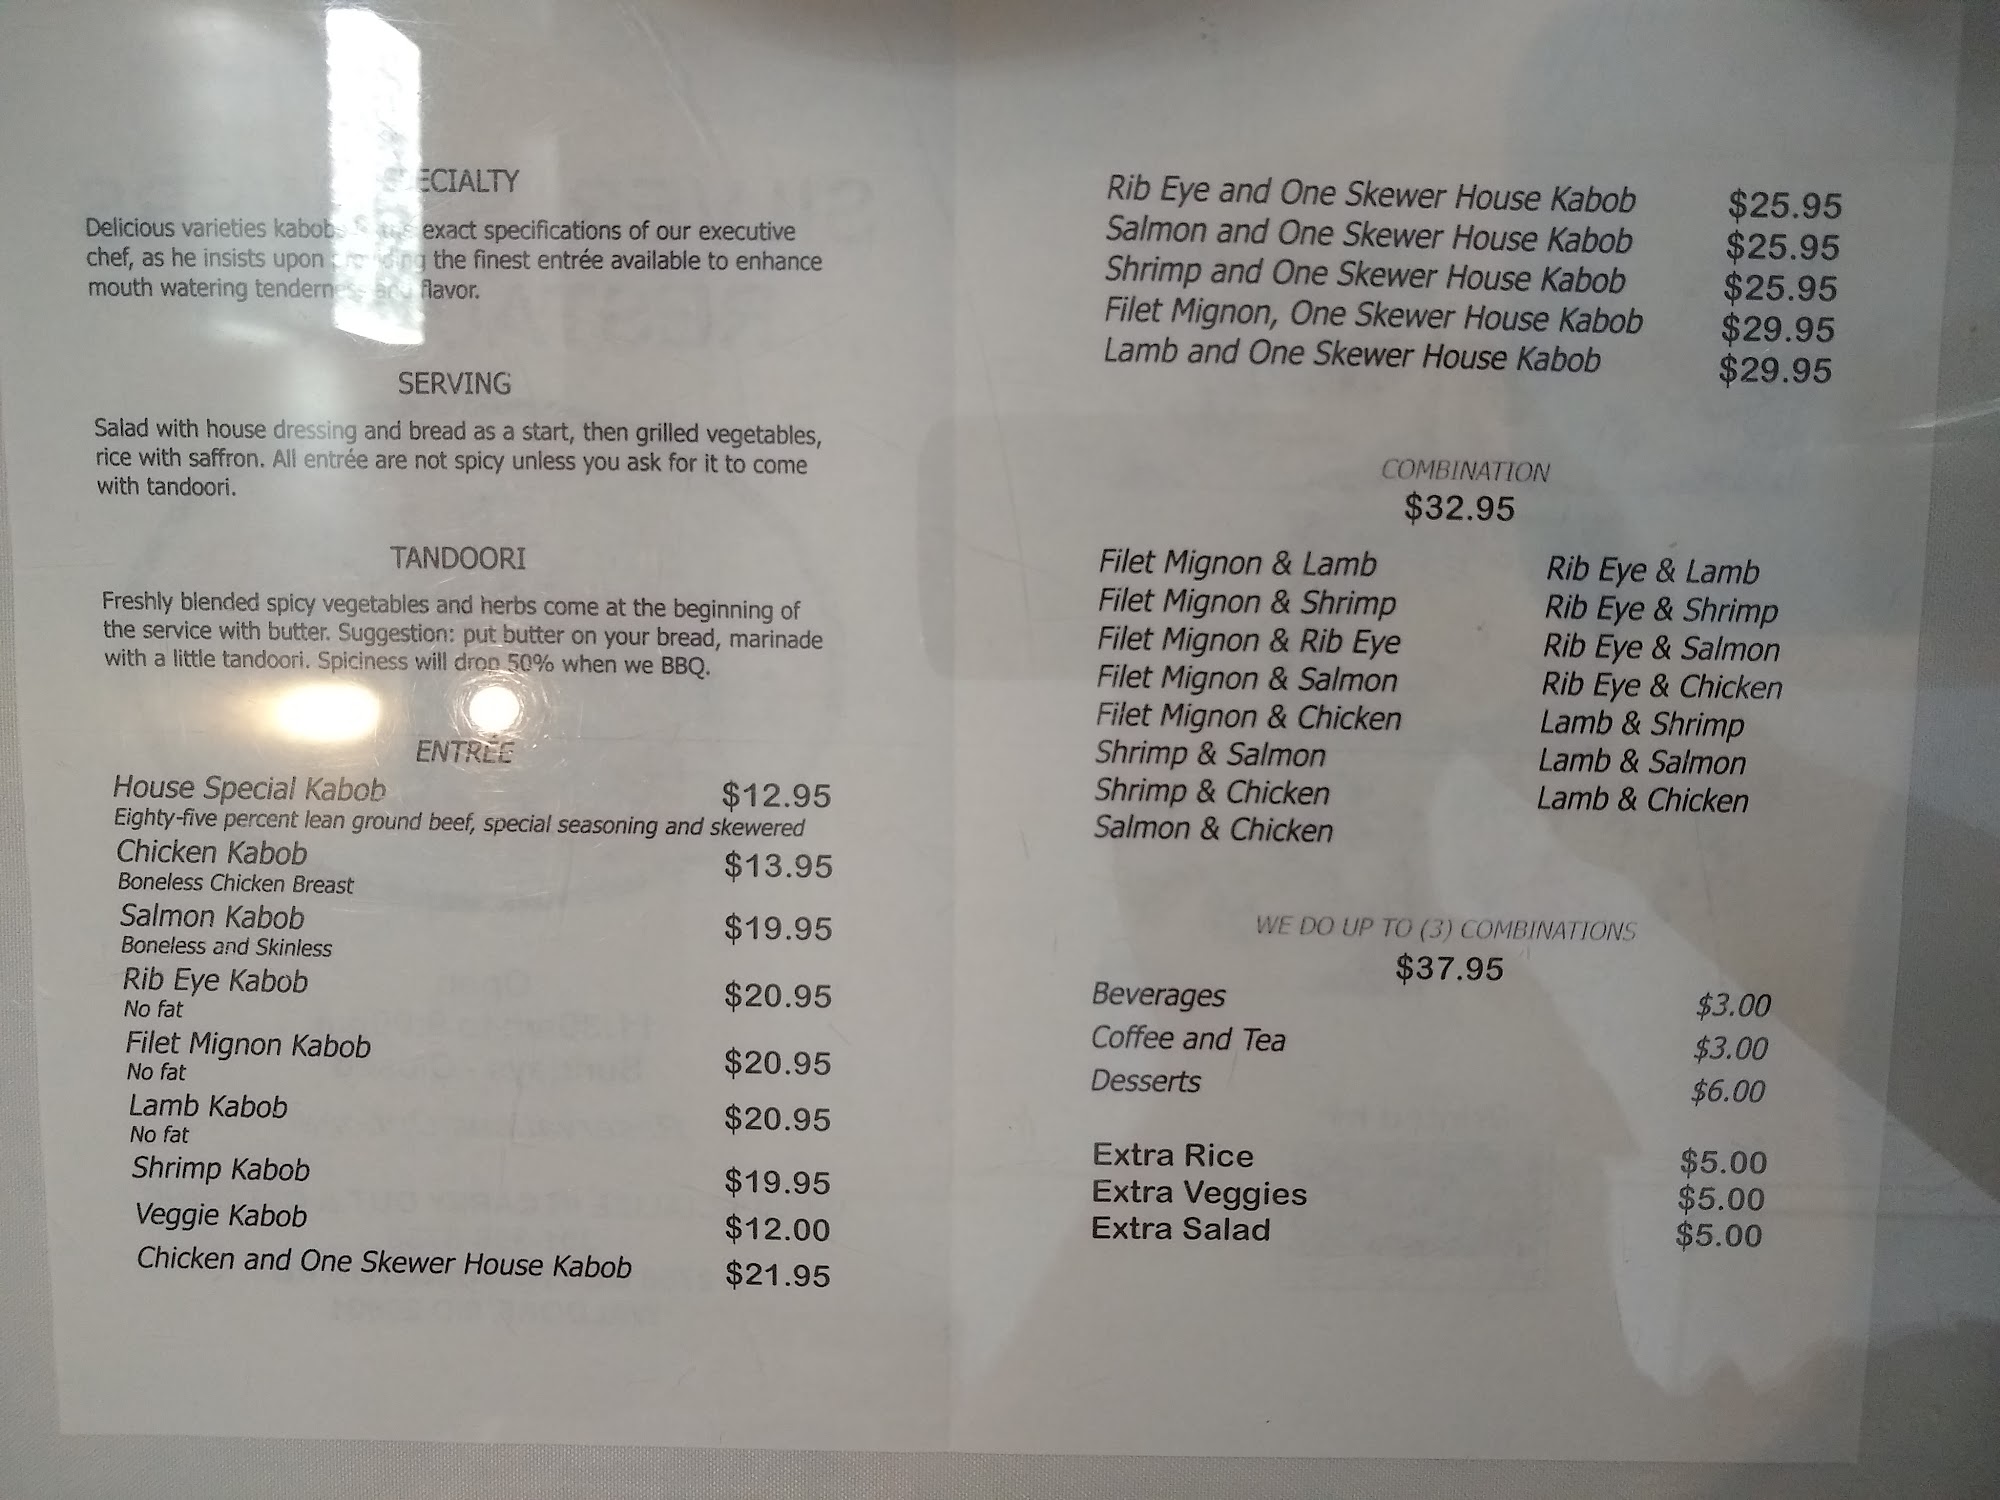 SPECIALTY
Delicious varieties kabobs exact specifications of our executive
chef, as he insists upon providing the finest entrée available to enhance
mouth watering tenderness and flavor.
SERVING
Salad with house dressing and bread as a start, then grilled vegetables,
rice with saffron. All entrée are not spicy unless you ask for it to come
with tandoori.
TANDOORI
Freshly blended spicy vegetables and herbs come at the beginning of
the service with butter. Suggestion: put butter on your bread, marinade
with a little tandoori. Spiciness will drop 50% when we BBQ.
ENTRÉE
House Special Kabob $12.95
Eighty-five percent lean ground beef, special seasoning and skewered
Chicken Kabob $13.95
Boneless Chicken Breast
Salmon Kabob $19.95
Boneless and Skinless
Rib Eye Kabob $20.95
No fat
Filet Mignon Kabob $20.95
No fat
Lamb Kabob $20.95
No fat
Shrimp Kabob $19.95
Veggie Kabob $12.00
Chicken and One Skewer House Kabob $21.95
Rib Eye and One Skewer House Kabob $25.95
Salmon and One Skewer House Kabob $25.95
Shrimp and One Skewer House Kabob $25.95
Filet Mignon, One Skewer House Kabob $29.95
Lamb and One Skewer House Kabob $29.95
COMBINATION
$32.95
Filet Mignon & Lamb Rib Eye & Lamb
Filet Mignon & Shrimp Rib Eye & Shrimp
Filet Mignon & Rib Eye Rib Eye & Salmon
Filet Mignon & Salmon Rib Eye & Chicken
Filet Mignon & Chicken Lamb & Shrimp
Shrimp & Salmon Lamb & Salmon
Shrimp & Chicken Lamb & Chicken
Salmon & Chicken
WE DO UP TO (3) COMBINATIONS
$37.95
Beverages $3.00
Coffee and Tea $3.00
Desserts $6.00
Extra Rice $5.00
Extra Veggies $5.00
Extra Salad $5.00